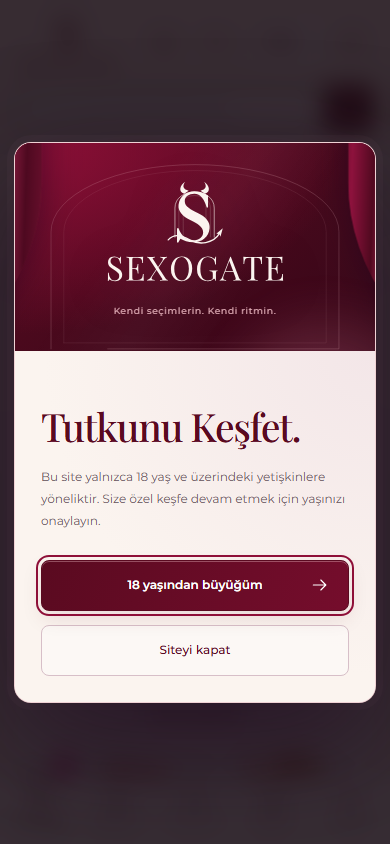 SEXOGATE
Kendi seçimlerin. Kendi ritmin.
Tutkunu Keşfet.
Bu site yalnızca 18 yaş ve üzerindeki yetişkinlere
yöneliktir. Size özel keşfe devam etmek için yaşınızı
onaylayın.
18 yaşından büyüğüm
Siteyi kapat